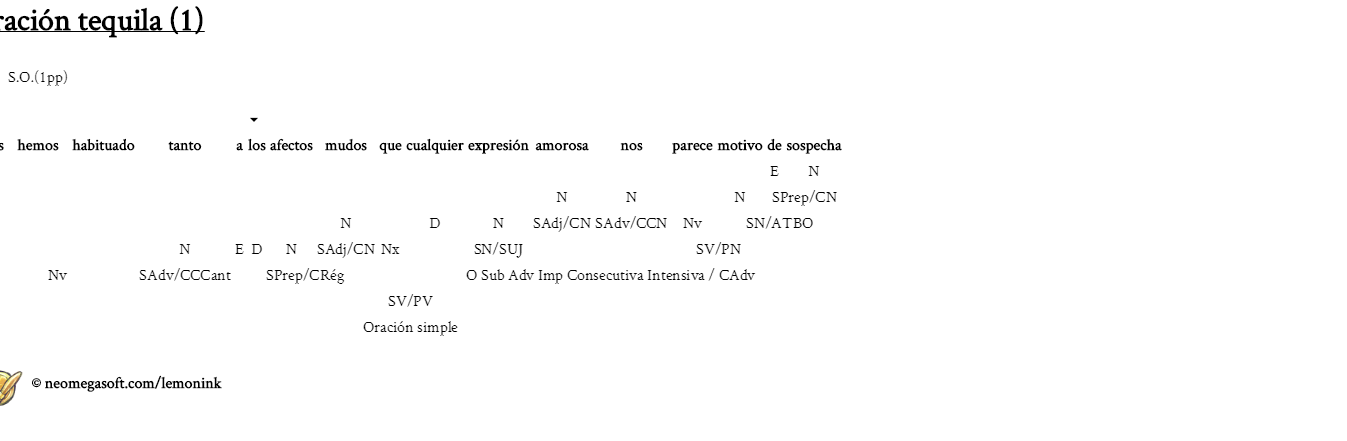 ración tequila (1)
S.O.(1pp)
s hemos habituado tanto a los afectos mudos que cualquier expresión amorosa nos parece motivo de sospecha
E N
N N N SPrep/CN
N D N SAdj/CN SAdv/CCN Nv SN/ATBO
N E D N SAdj/CN Nx SN/SUJ SV/PN
Nv SAdv/CCCant SPrep/CRég O Sub Adv Imp Consecutiva Intensiva / CAdv
SV/PV
Oración simple
© neomegasoft.com/lemonink